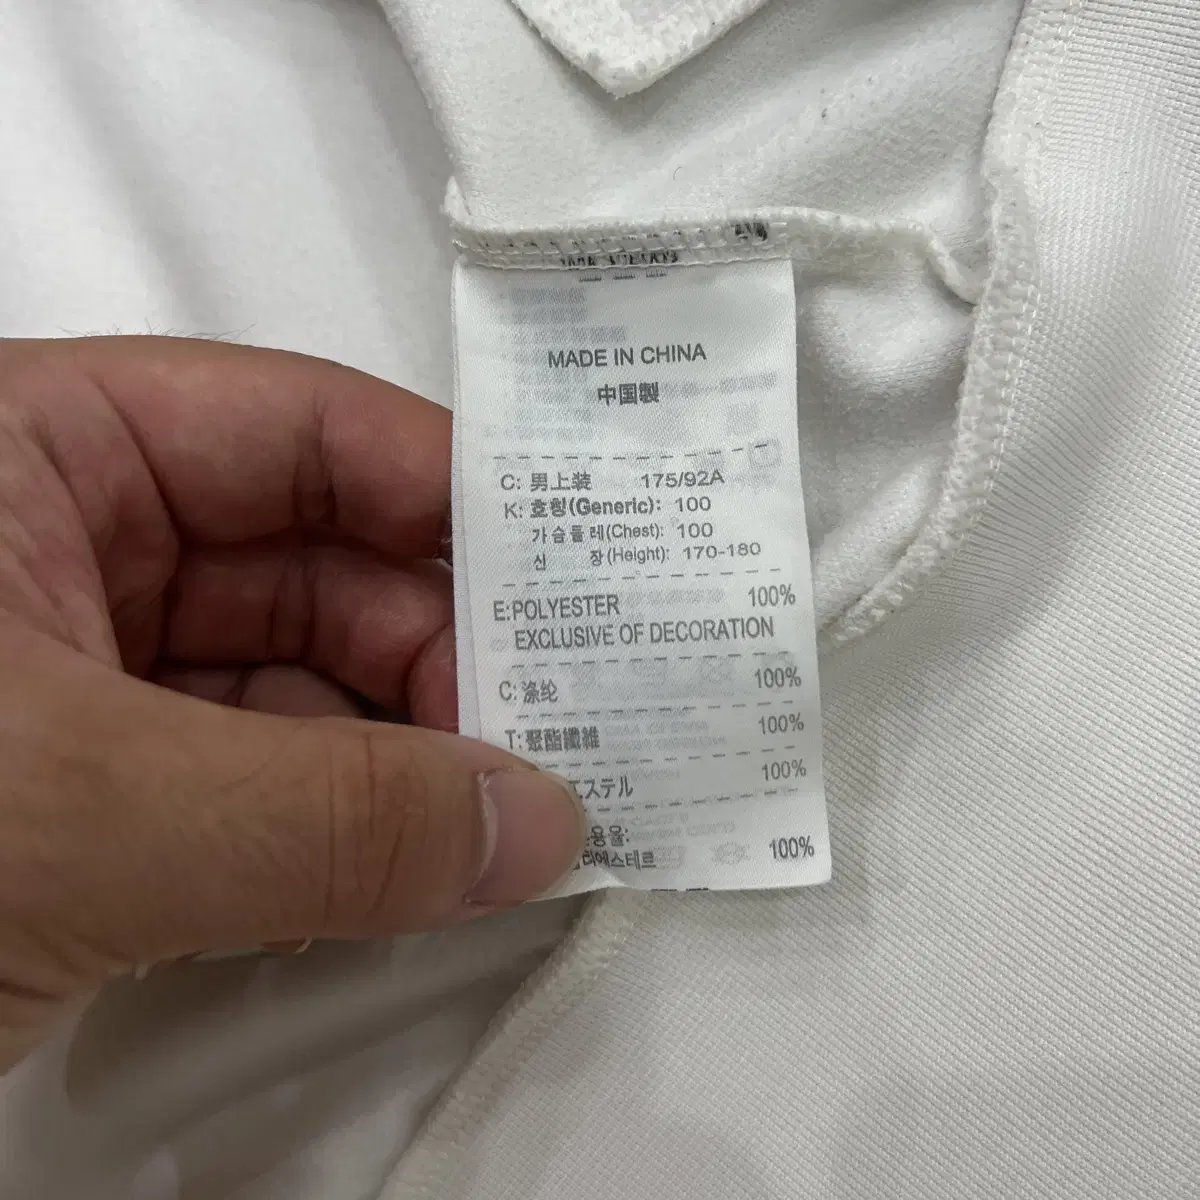 MADE IN CHINA
中国製
C: 男上装 175/92A
K: 호칭(Generic): 100
가슴둘레(Chest): 100
신 장(Height): 170-180
E:POLYESTER 100%
EXCLUSIVE OF DECORATION
C: 涤纶 100%
T: 聚酯纖維 100%
エステル 100%
용율:
에스테르 100%